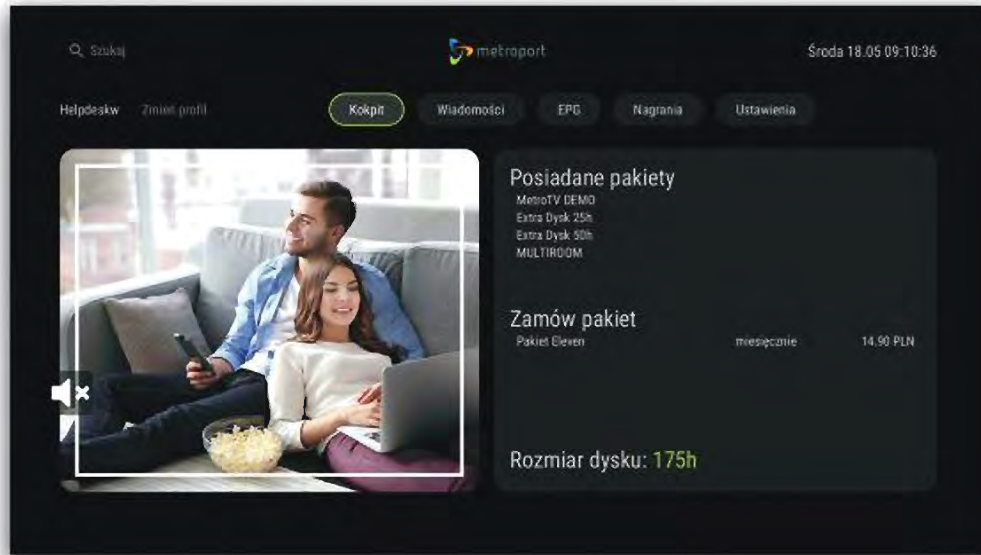 Szukaj
metroport
Środa 18.05 09:10:36
Helpdeskw Zmień profil
Kokpit Wiadomości EPG Nagrania Ustawienia
Posiadane pakiety
MetroTV DEMO
Extra Dysk 25h
Extra Dysk 50h
MULTIROOM
Zamów pakiet
Pakiet Eleven miesięcznie 14.90 PLN
Rozmiar dysku: 175h